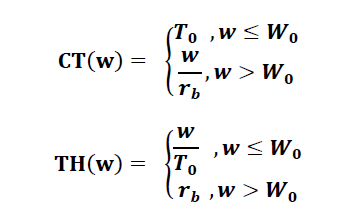 CT(w) = { T₀ , w ≤ W₀
w/r_b , w > W₀
TH(w) = { w/T₀ , w ≤ W₀
r_b , w > W₀